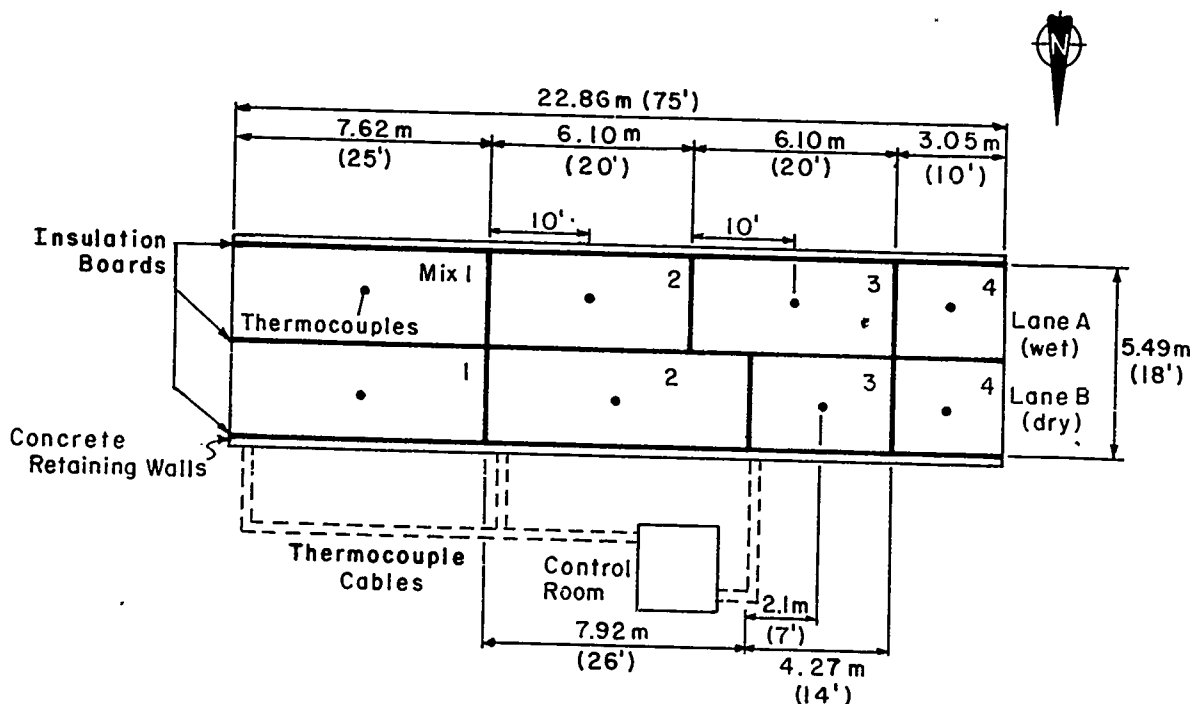 N
22.86 m (75')
7.62 m
(25')
6.10 m
(20')
6.10 m
(20')
3.05 m
(10')
10'
10'
Insulation
Boards
Mix 1
2
3
4
Thermocouples
Lane A
(wet)
5.49 m
(18')
1
2
3
4
Lane B
(dry)
Concrete
Retaining Walls
Thermocouple
Cables
Control
Room
2.1 m
(7')
7.92 m
(26')
4.27 m
(14')